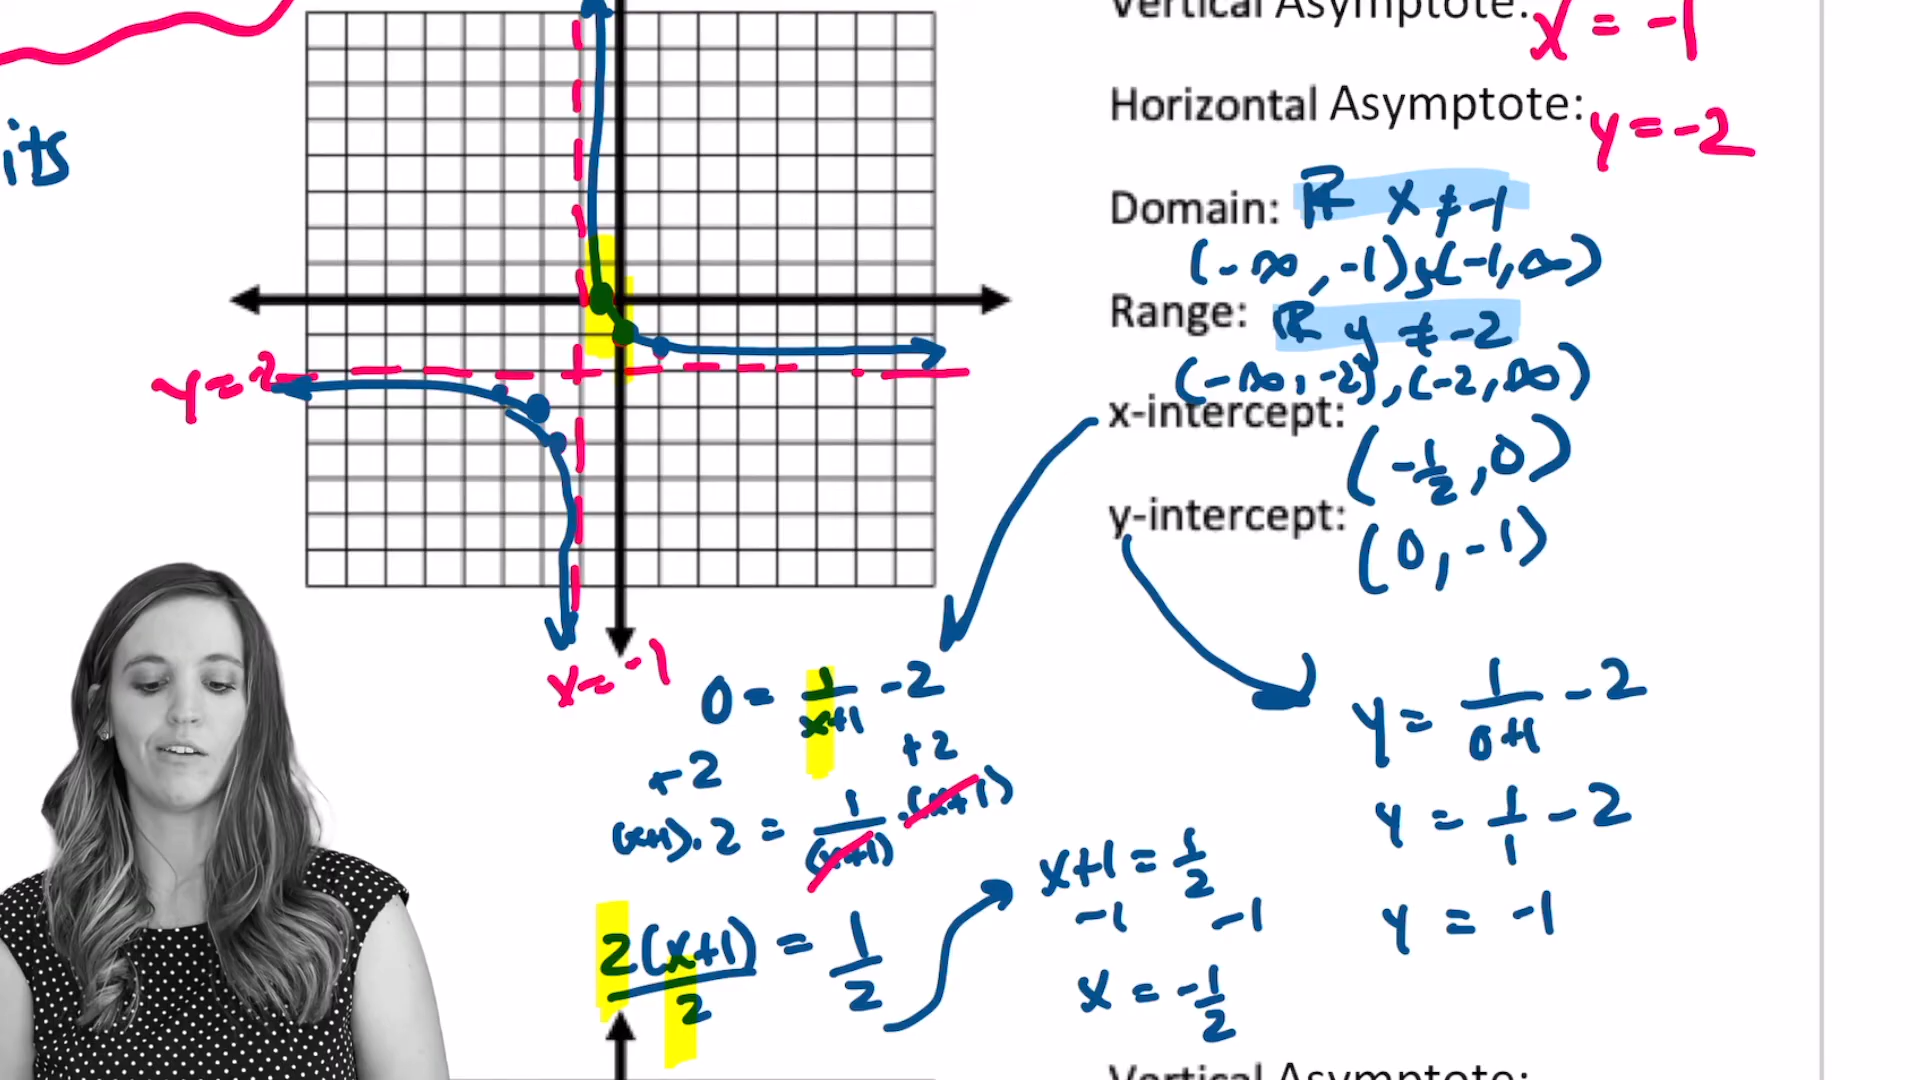 Vertical Asymptote: x = -1
Horizontal Asymptote: y = -2
its
Domain: ℝ x ≠ -1
(-∞, -1), (-1, ∞)
Range: ℝ y ≠ -2
(-∞, -2), (-2, ∞)
y = -2
x-intercept: (-1/2, 0)
y-intercept: (0, -1)
x = -1
0 = 1/(x+1) - 2
+2 +2
(x+1) · 2 = 1/(x+1) · (x+1)
2(x+1)/2 = 1/2
x+1 = 1/2
-1 -1
x = -1/2
y = 1/(0+1) - 2
y = 1/1 - 2
y = -1
Vertical Asymptote: